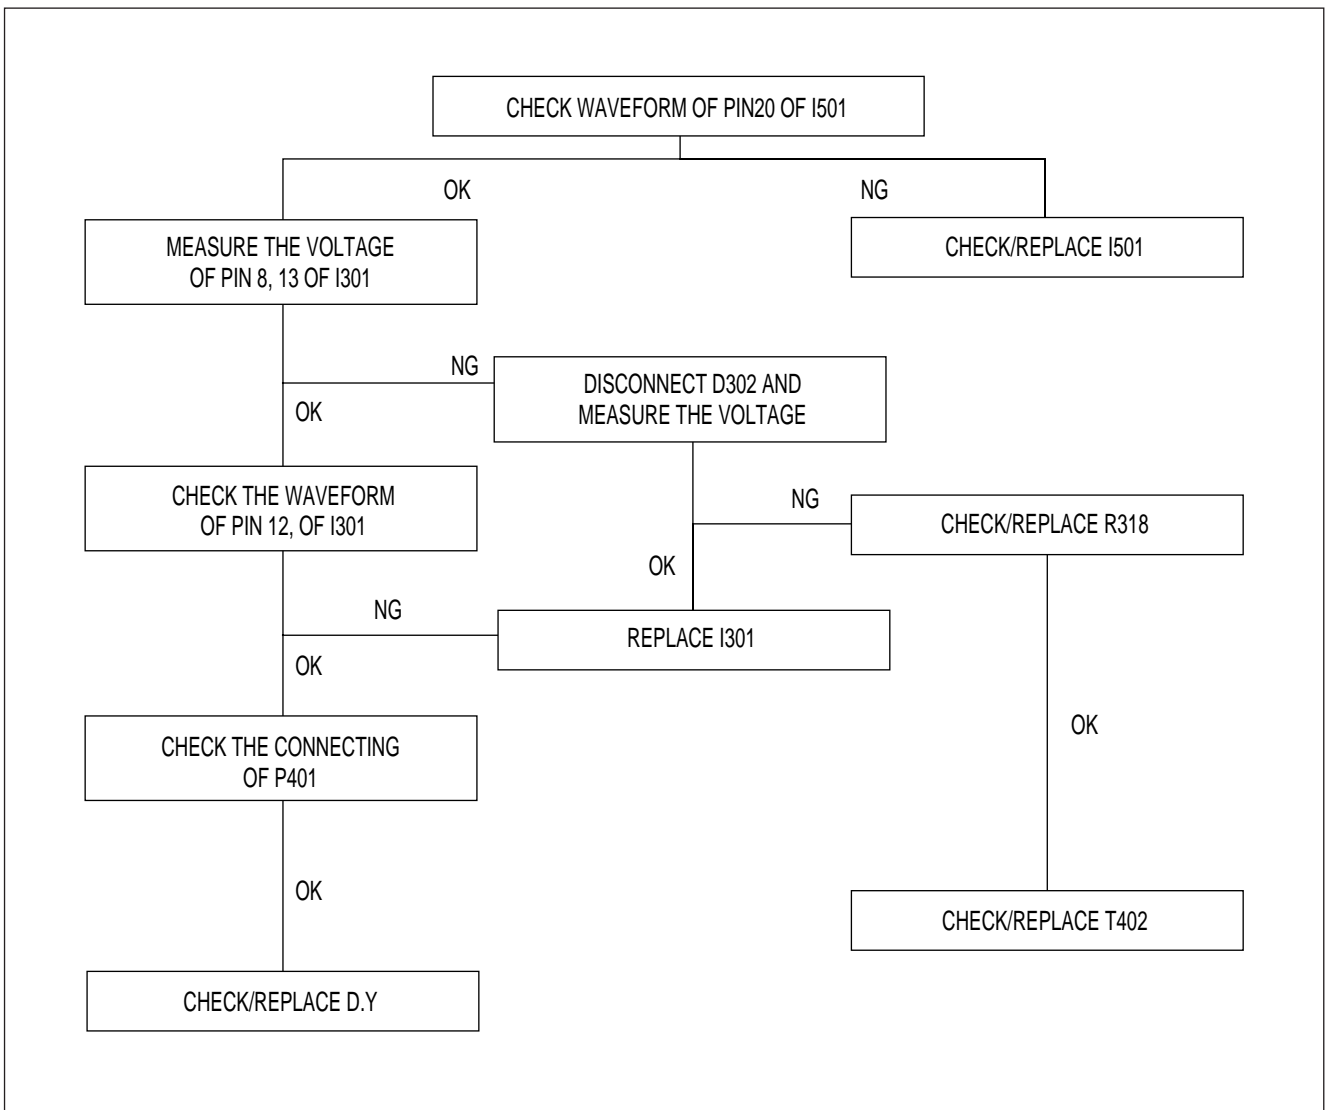 CHECK WAVEFORM OF PIN20 OF I501
OK
NG
MEASURE THE VOLTAGE
OF PIN 8, 13 OF I301
CHECK/REPLACE I501
NG
DISCONNECT D302 AND
MEASURE THE VOLTAGE
OK
CHECK THE WAVEFORM
OF PIN 12, OF I301
NG
CHECK/REPLACE R318
OK
NG
REPLACE I301
OK
CHECK THE CONNECTING
OF P401
OK
OK
CHECK/REPLACE T402
CHECK/REPLACE D.Y